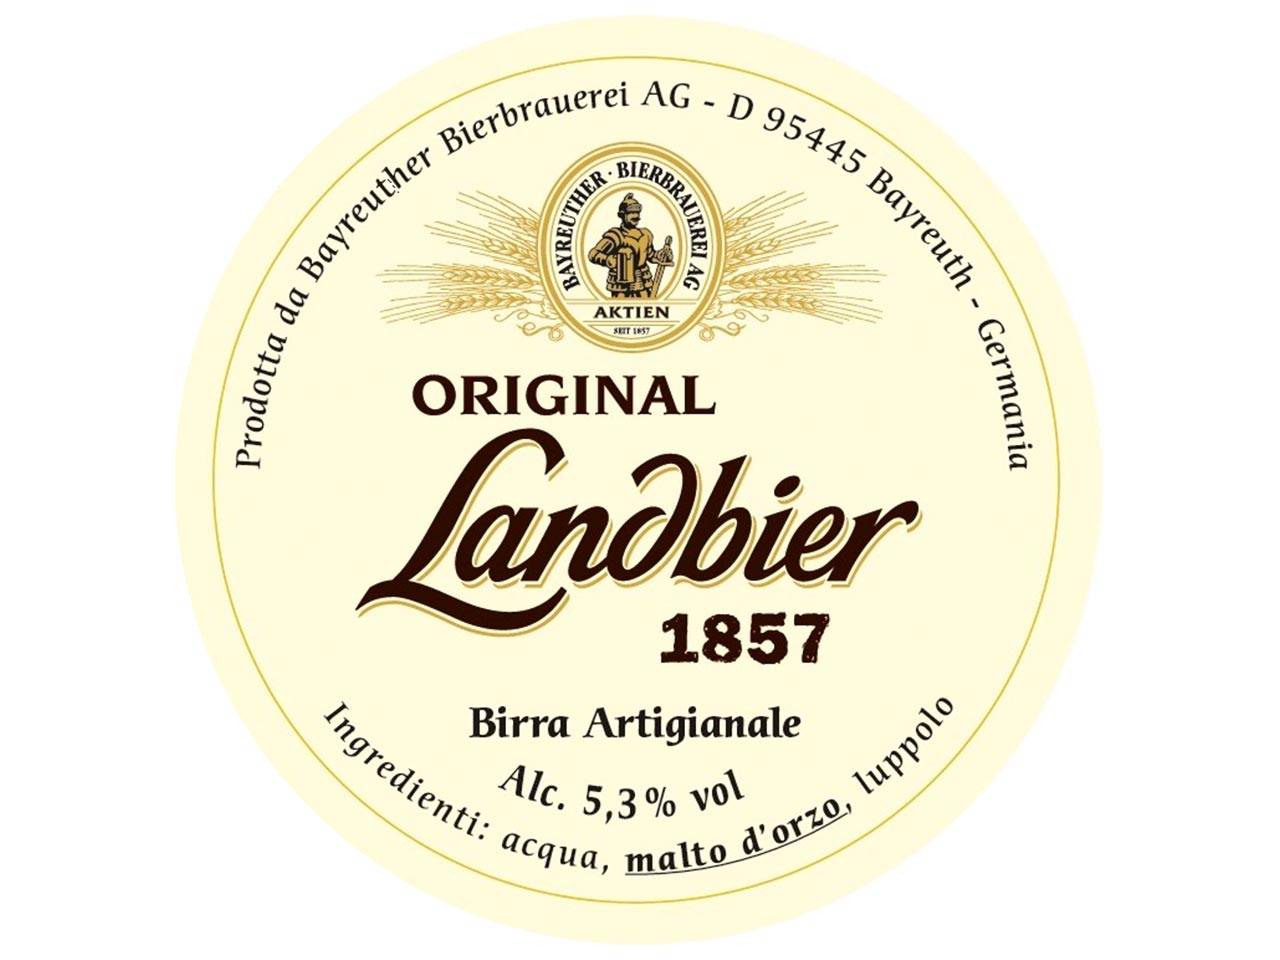 Prodotta da Bayreuther Bierbrauerei AG - D 95445 Bayreuth - Germania
BAYREUTHER · BIERBRAUEREI AG
AKTIEN
SEIT 1857
ORIGINAL
Landbier
1857
Birra Artigianale
Alc. 5,3% vol
Ingredienti: acqua, malto d'orzo, luppolo